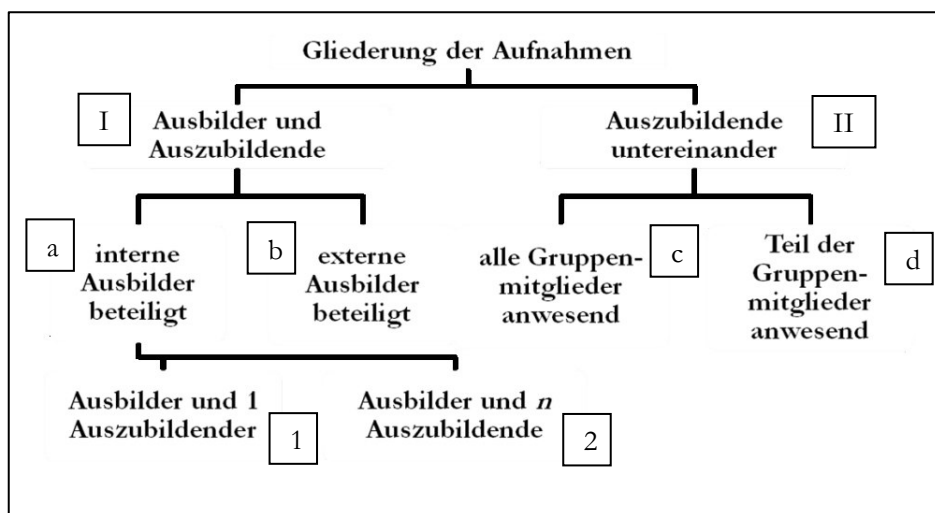 Gliederung der Aufnahmen
I
Ausbilder und
Auszubildende
Auszubildende
untereinander
II
a
interne
Ausbilder
beteiligt
b
externe
Ausbilder
beteiligt
alle Gruppen-
mitglieder
anwesend
c
Teil der
Gruppen-
mitglieder
anwesend
d
Ausbilder und 1
Auszubildender
1
Ausbilder und n
Auszubildende
2